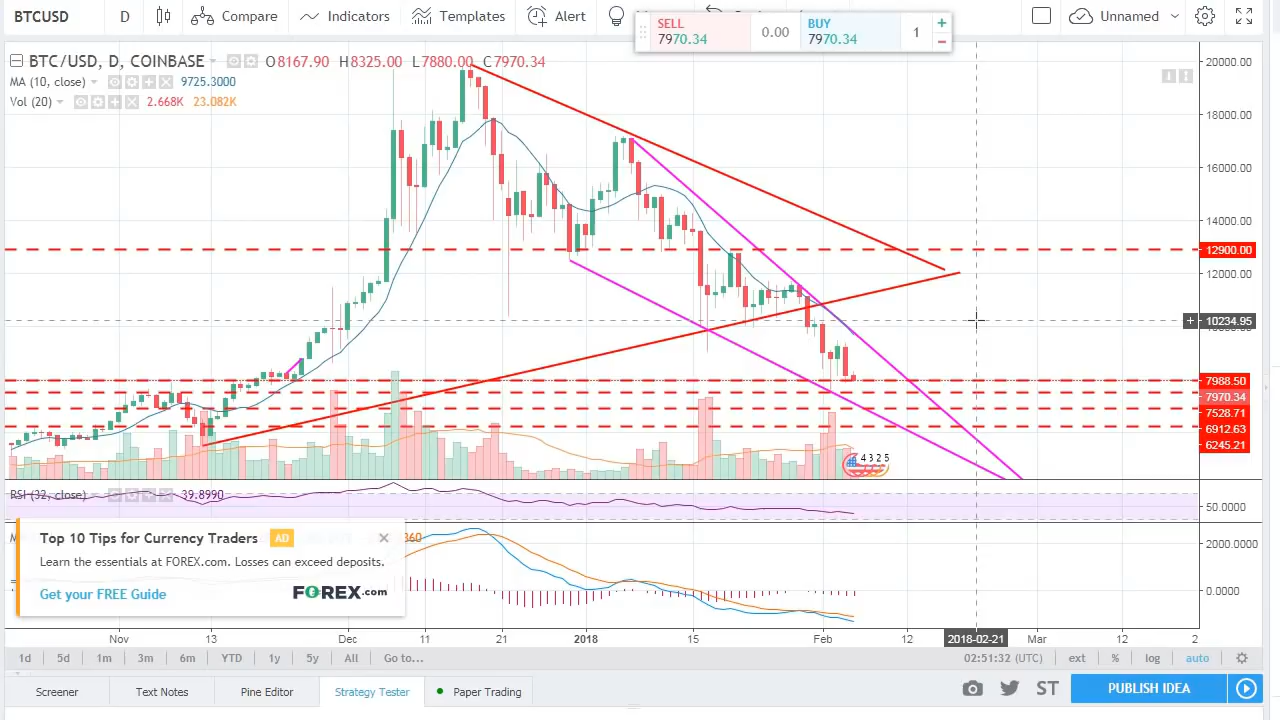 BTCUSD D Compare Indicators Templates Alert Unnamed
SELL 7970.34 0.00 BUY 7970.34 1 + −
BTC/USD, D, COINBASE O8167.90 H8325.00 L7880.00 C7970.34
MA (10, close) 9725.3000
Vol (20) 2.668K 23.082K
20000.00
18000.00
16000.00
14000.00
12900.00
12000.00
+ 10234.95
7988.50
7970.34
7528.71
6912.63
6245.21
4 3 2 5
RSI (32, close) 39.8990
50.0000
2000.0000
0.0000
Top 10 Tips for Currency Traders AD
Learn the essentials at FOREX.com. Losses can exceed deposits.
Get your FREE Guide FOREX.com
Nov 13 Dec 11 21 2018 15 Feb 12 2018-02-21 Mar 12 2
1d 5d 1m 3m 6m YTD 1y 5y All Go to... 02:51:32 (UTC) ext % log auto
Screener Text Notes Pine Editor Strategy Tester Paper Trading ST PUBLISH IDEA